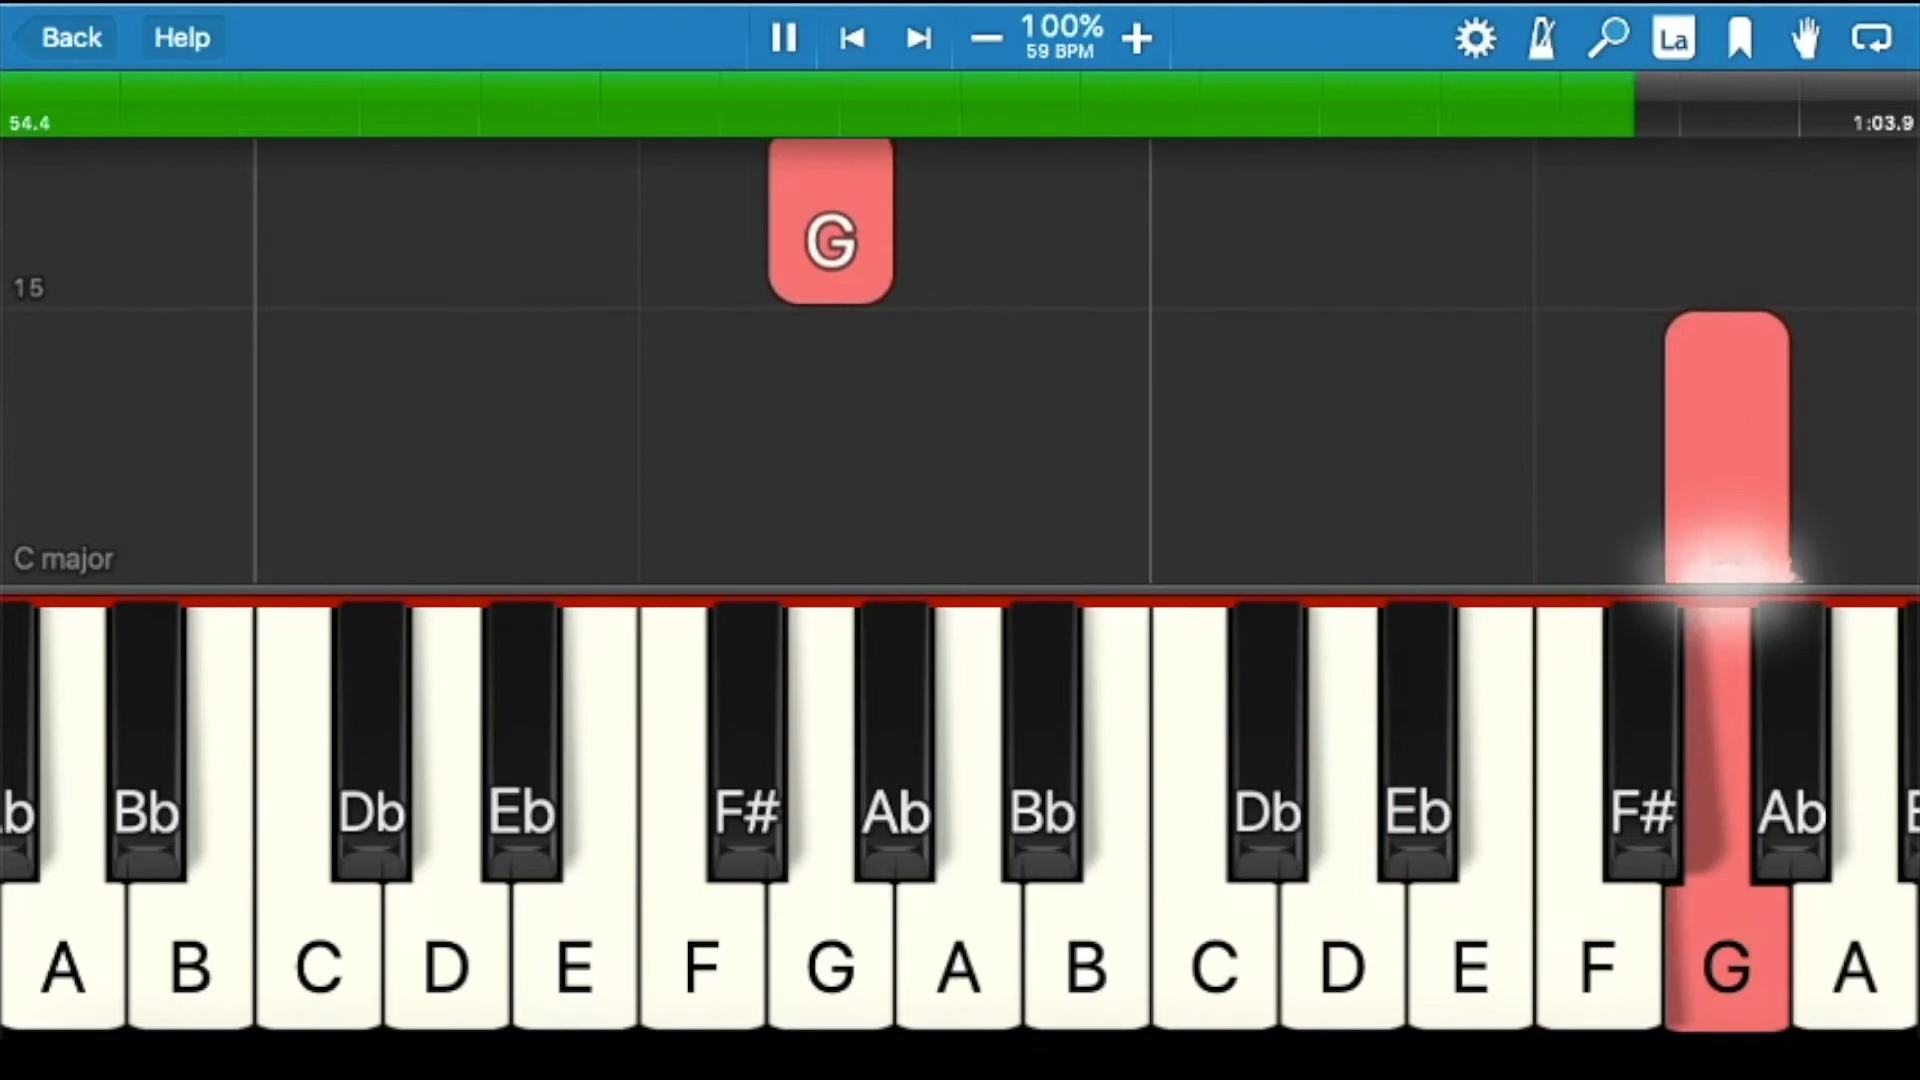 Back Help 100% La
59 BPM
54.4 1:03.9
G
15
C major
b Bb Db Eb F# Ab Bb Db Eb F# Ab
A B C D E F G A B C D E F G A